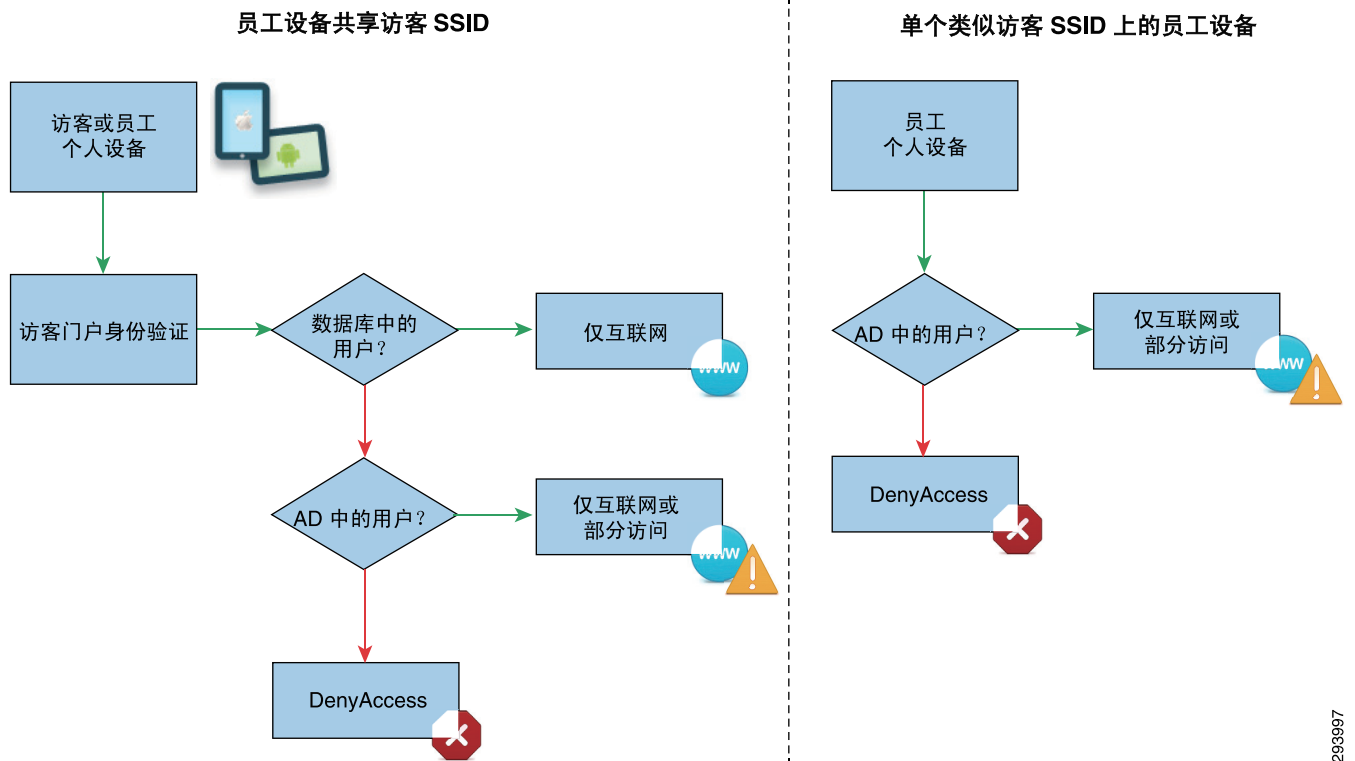 员工设备共享访客 SSID
访客或员工
个人设备
访客门户身份验证
数据库中的
用户？
仅互联网
www
AD 中的用户？
仅互联网或
部分访问
www
DenyAccess
单个类似访客 SSID 上的员工设备
员工
个人设备
AD 中的用户？
仅互联网或
部分访问
www
DenyAccess
293997